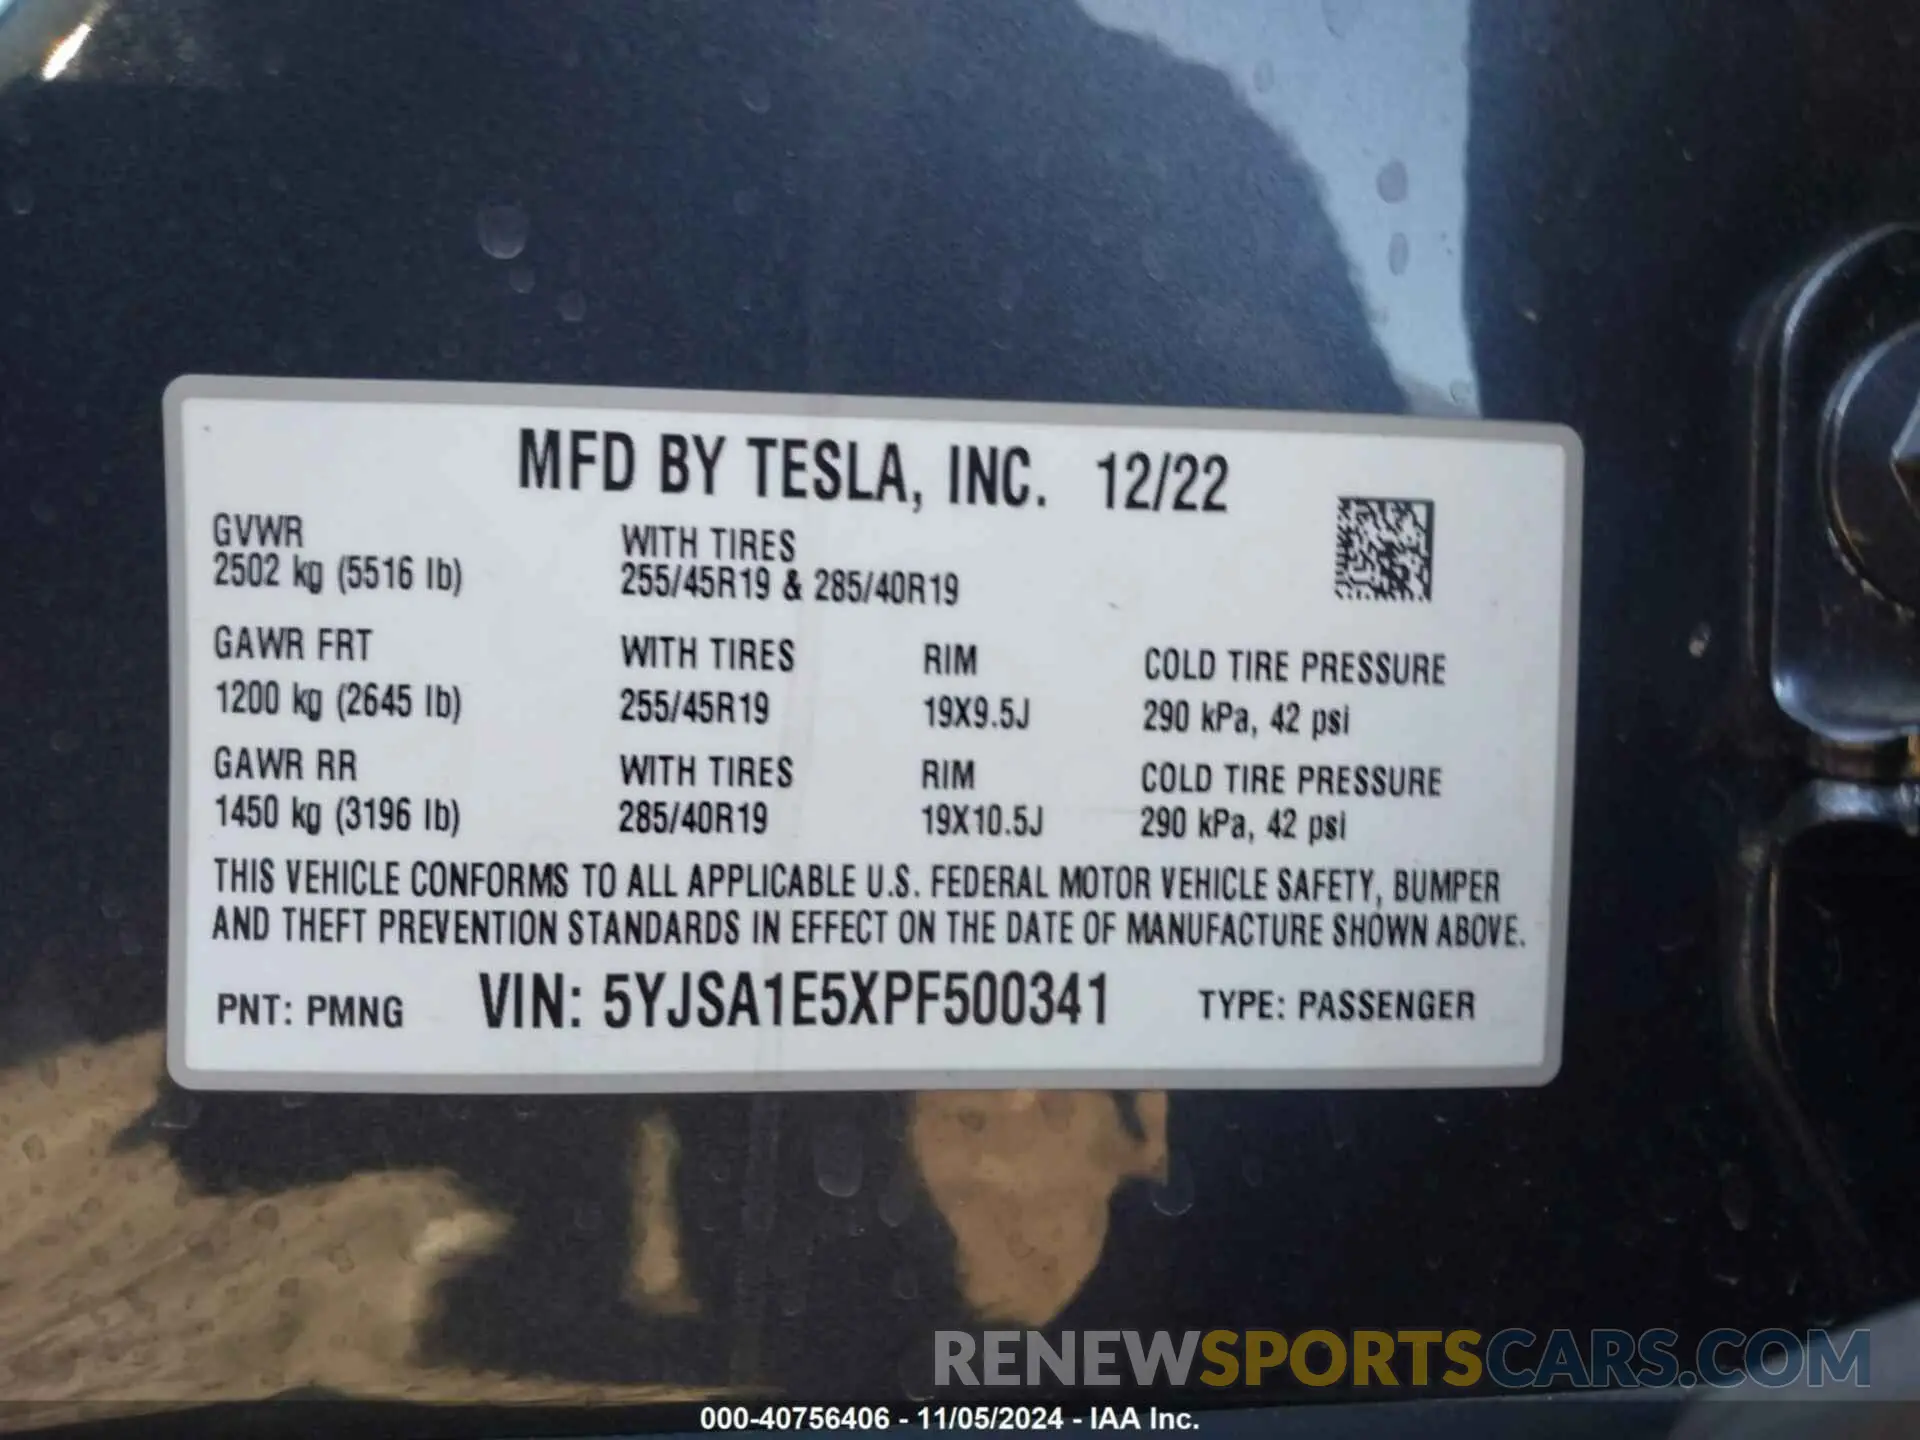 MFD BY TESLA, INC. 12/22
GVWR WITH TIRES
2502 kg (5516 lb) 255/45R19 & 285/40R19
GAWR FRT WITH TIRES RIM COLD TIRE PRESSURE
1200 kg (2645 lb) 255/45R19 19X9.5J 290 kPa, 42 psi
GAWR RR WITH TIRES RIM COLD TIRE PRESSURE
1450 kg (3196 lb) 285/40R19 19X10.5J 290 kPa, 42 psi
THIS VEHICLE CONFORMS TO ALL APPLICABLE U.S. FEDERAL MOTOR VEHICLE SAFETY, BUMPER
AND THEFT PREVENTION STANDARDS IN EFFECT ON THE DATE OF MANUFACTURE SHOWN ABOVE.
PNT: PMNG VIN: 5YJSA1E5XPF500341 TYPE: PASSENGER
RENEWSPORTSCARS.COM
000-40756406 - 11/05/2024 - IAA Inc.